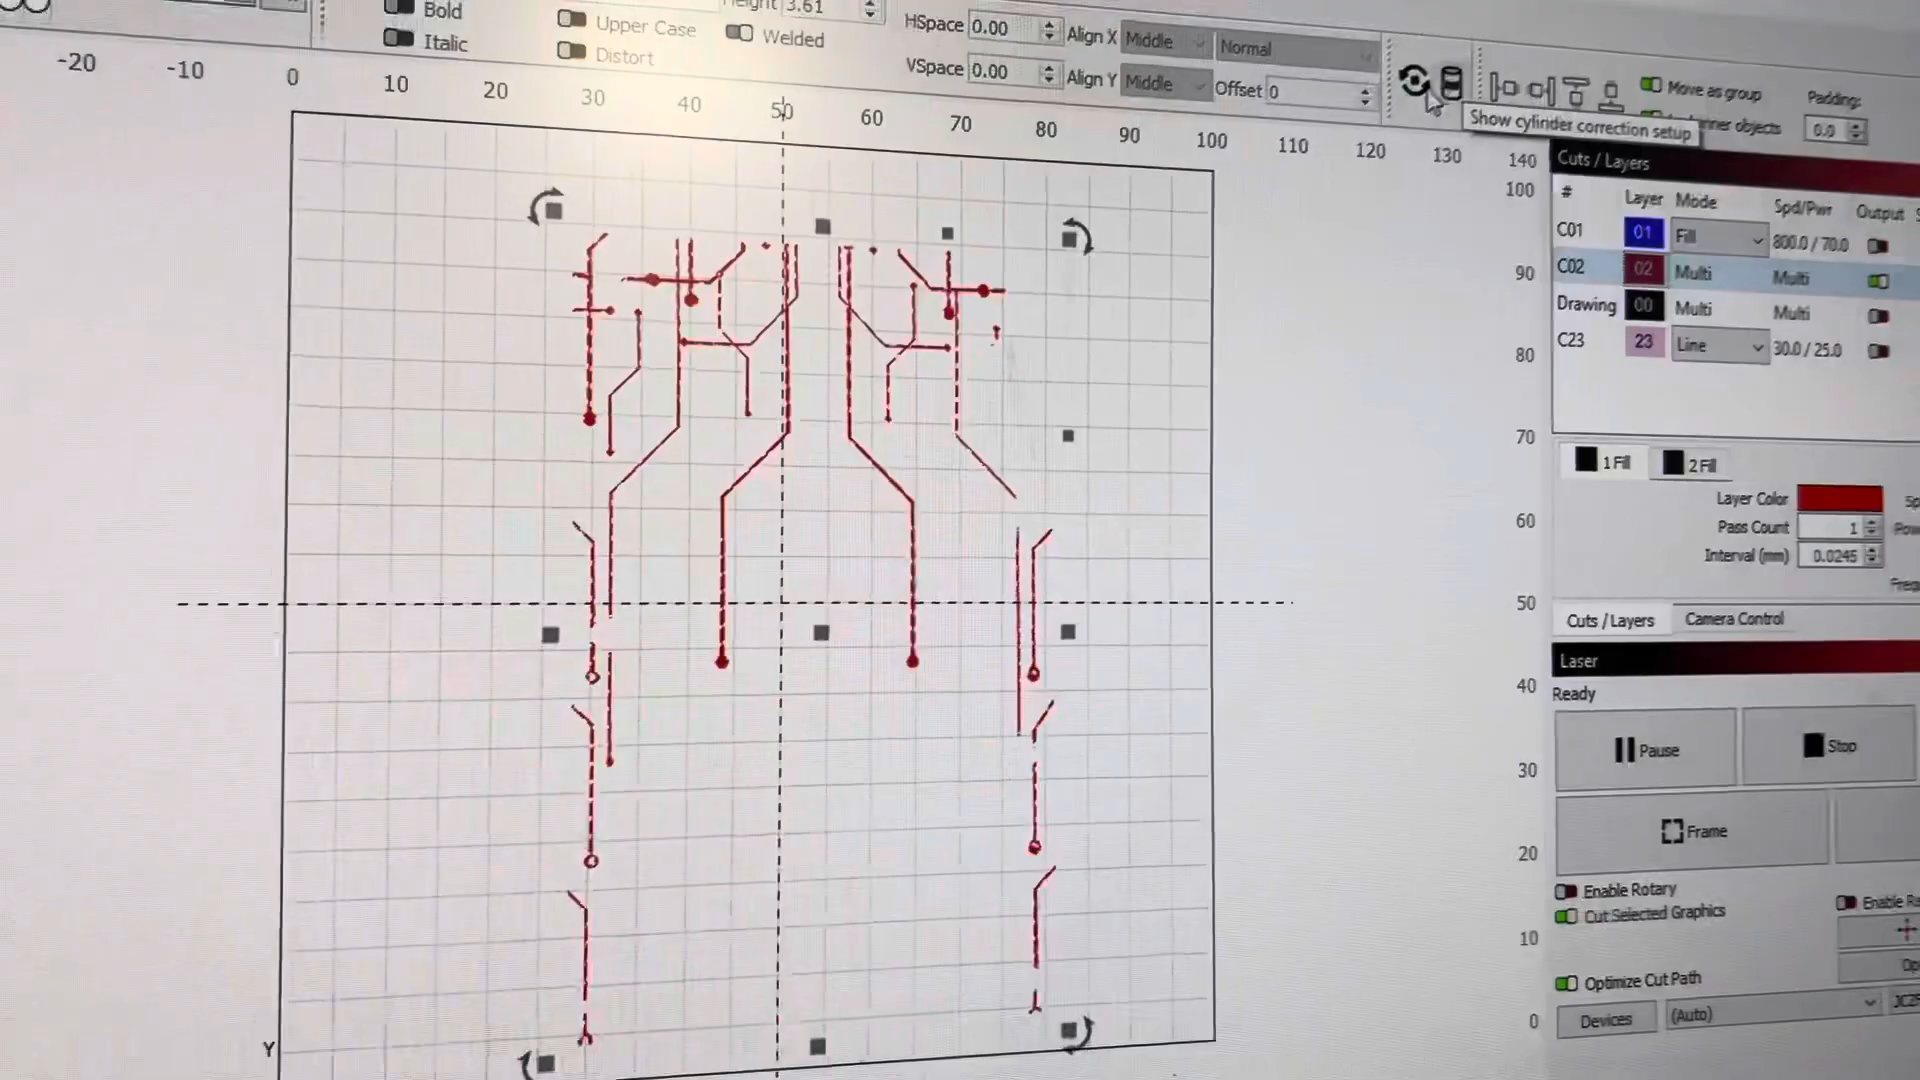 Height 3.61
Bold
Italic
Upper Case
Distort
Welded
HSpace 0.00
VSpace 0.00
Align X Middle
Align Y Middle
Normal
Offset 0
Show cylinder correction setup
Move as group
inner objects
Padding:
0.0
-20 -10 0 10 20 30 40 50 60 70 80 90 100 110 120 130 140
100
90
80
70
60
50
40
30
20
10
0
Y
Cuts / Layers
# Layer Mode Spd/Pwr Output
C01 01 Fill 800.0 / 70.0
C02 02 Multi Multi
Drawing 00 Multi Multi
C23 23 Line 30.0 / 25.0
1 Fill
2 Fill
Layer Color
Pass Count 1
Interval (mm) 0.0245
Cuts / Layers
Camera Control
Laser
Ready
Pause
Stop
Frame
Enable Rotary
Cut Selected Graphics
Optimize Cut Path
Devices
(Auto)